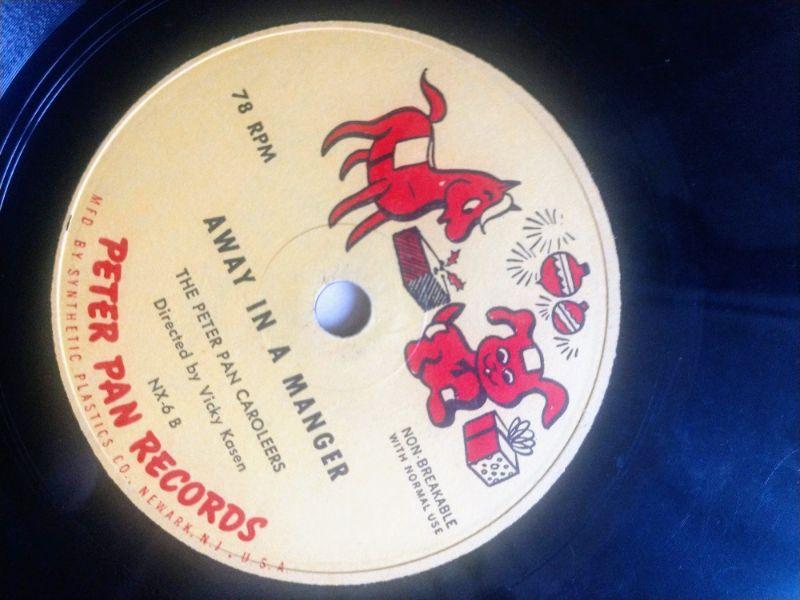 78 RPM
NON-BREAKABLE
WITH NORMAL USE
AWAY IN A MANGER
THE PETER PAN CAROLEERS
Directed by Vicky Kasen
NX-6 B
PETER PAN RECORDS
MFD. BY SYNTHETIC PLASTICS CO., NEWARK, N.J., U.S.A.